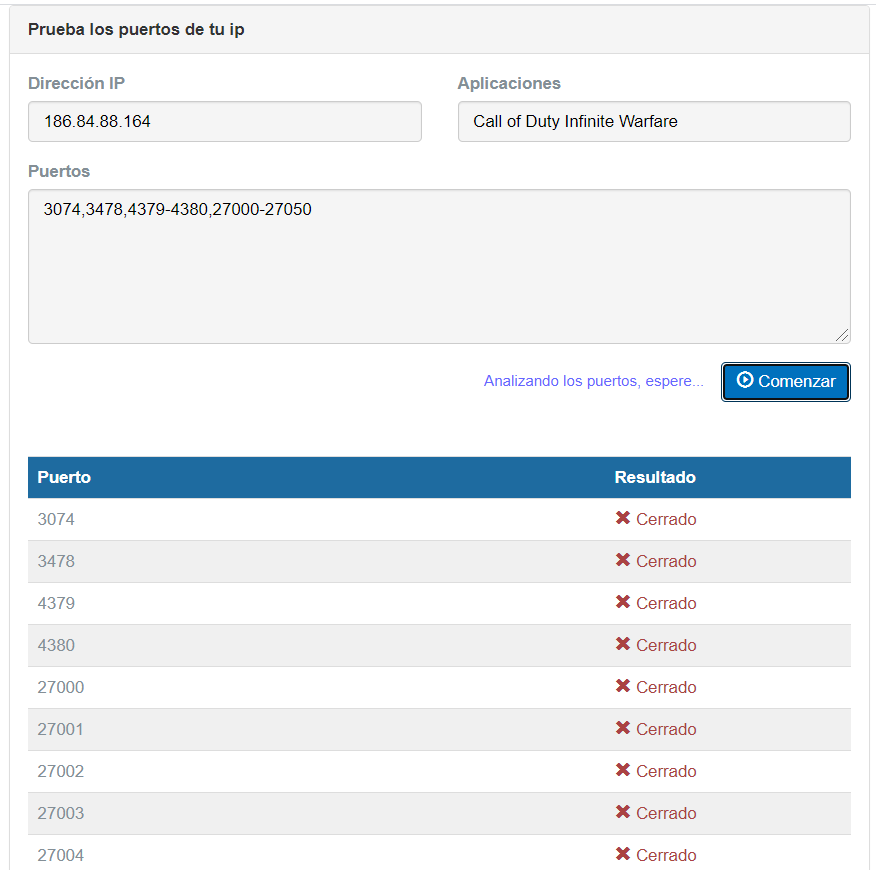 Prueba los puertos de tu ip
Dirección IP
Aplicaciones
186.84.88.164
Call of Duty Infinite Warfare
Puertos
3074,3478,4379-4380,27000-27050
Analizando los puertos, espere...
Comenzar
Puerto Resultado
3074 Cerrado
3478 Cerrado
4379 Cerrado
4380 Cerrado
27000 Cerrado
27001 Cerrado
27002 Cerrado
27003 Cerrado
27004 Cerrado